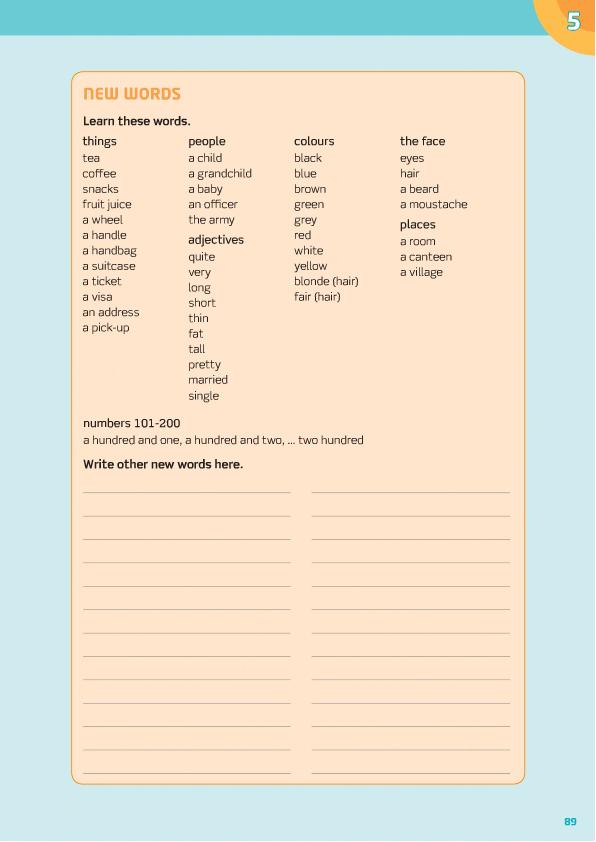 5
NEW WORDS
Learn these words.
things
tea
coffee
snacks
fruit juice
a wheel
a handle
a handbag
a suitcase
a ticket
a visa
an address
a pick-up
people
a child
a grandchild
a baby
an officer
the army
adjectives
quite
very
long
short
thin
fat
tall
pretty
married
single
colours
black
blue
brown
green
grey
red
white
yellow
blonde (hair)
fair (hair)
the face
eyes
hair
a beard
a moustache
places
a room
a canteen
a village
numbers 101-200
a hundred and one, a hundred and two, ... two hundred
Write other new words here.
89